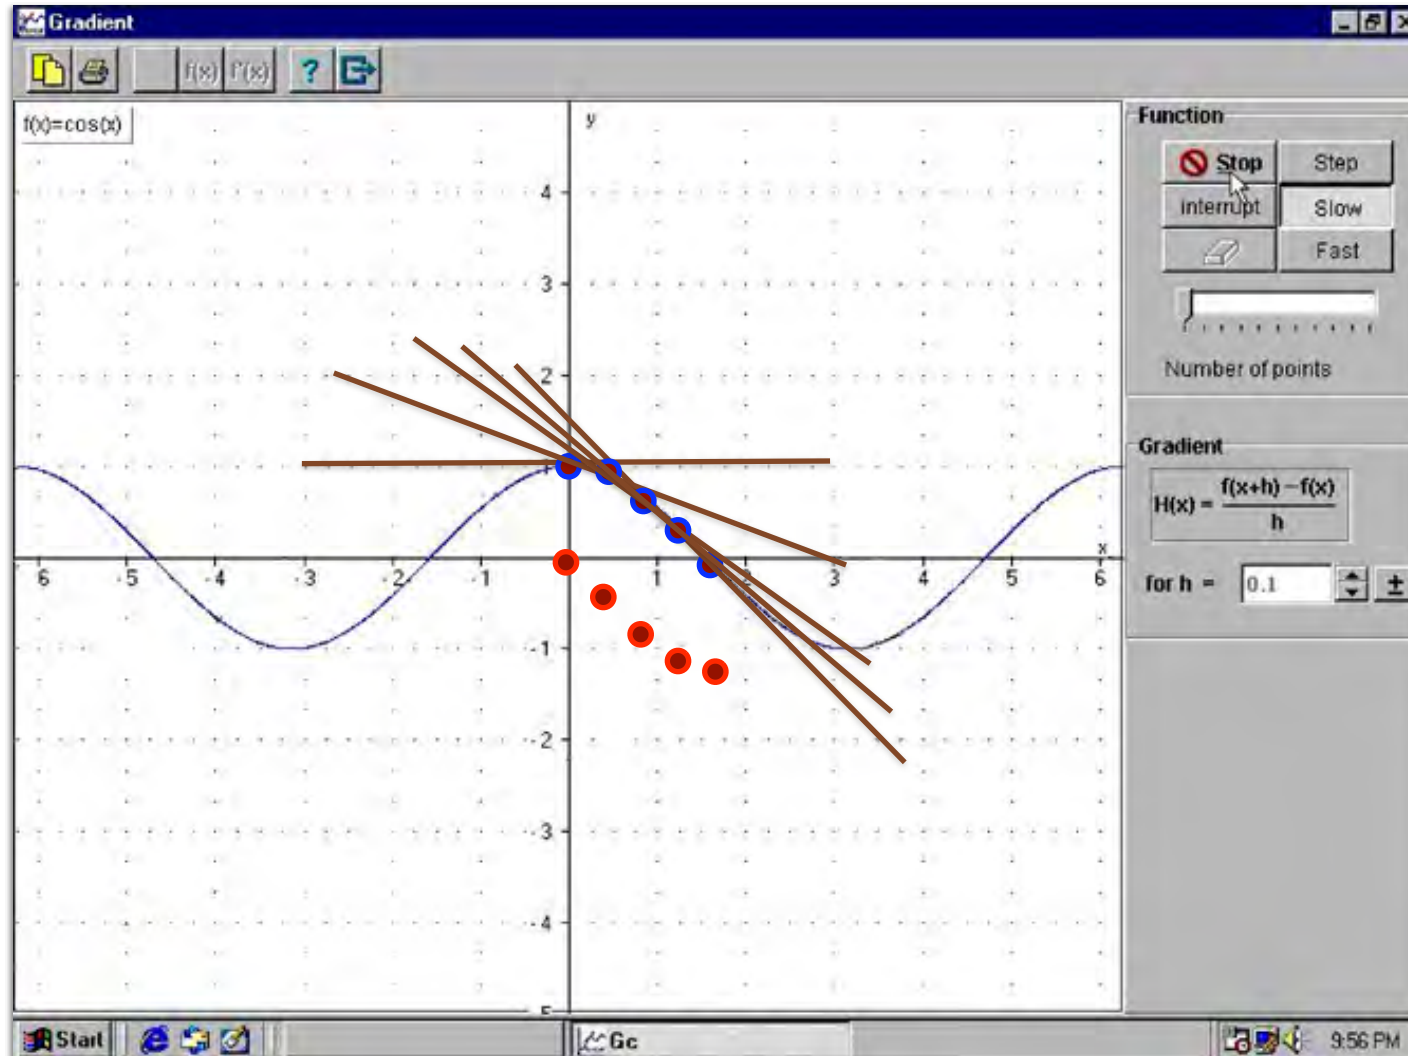 Gradient
f(x) f'(x) ?
f(x)=cos(x)
y
4
3
2
6 -5 -4 -3 -2 -1 1 2 3 4 5 6
x
-1
-2
-3
-4
5
Function
Stop Step
Interrupt Slow
Fast
Number of points
Gradient
H(x) = f(x+h) – f(x)
h
for h = 0.1 ±
Start Gc 9:56 PM